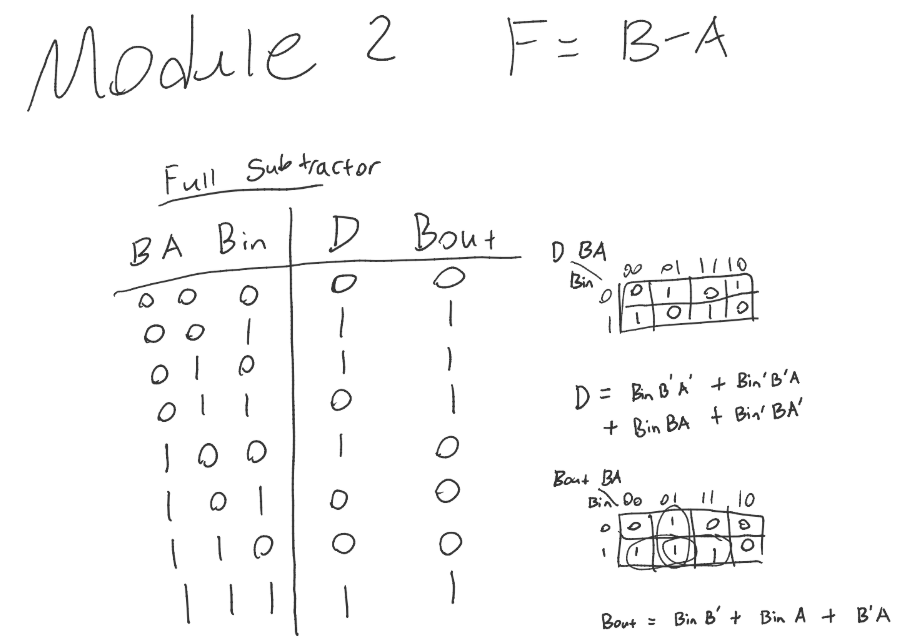 Module 2 F = B-A
Full Subtractor
BA Bin D Bout
0 0 0 0 0
0 0 1 1 1
0 1 0 1 1
0 1 1 0 1
1 0 0 1 0
1 0 1 0 0
1 1 0 0 0
1 1 1 1 1
D BA
Bin 00 01 11 10
0 0 1 0 1
1 1 0 1 0
D = Bin B'A' + Bin'B'A
+ Bin BA + Bin'BA'
Bout BA
Bin 00 01 11 10
0 0 1 0 0
1 1 1 1 0
Bout = Bin B' + Bin A + B'A